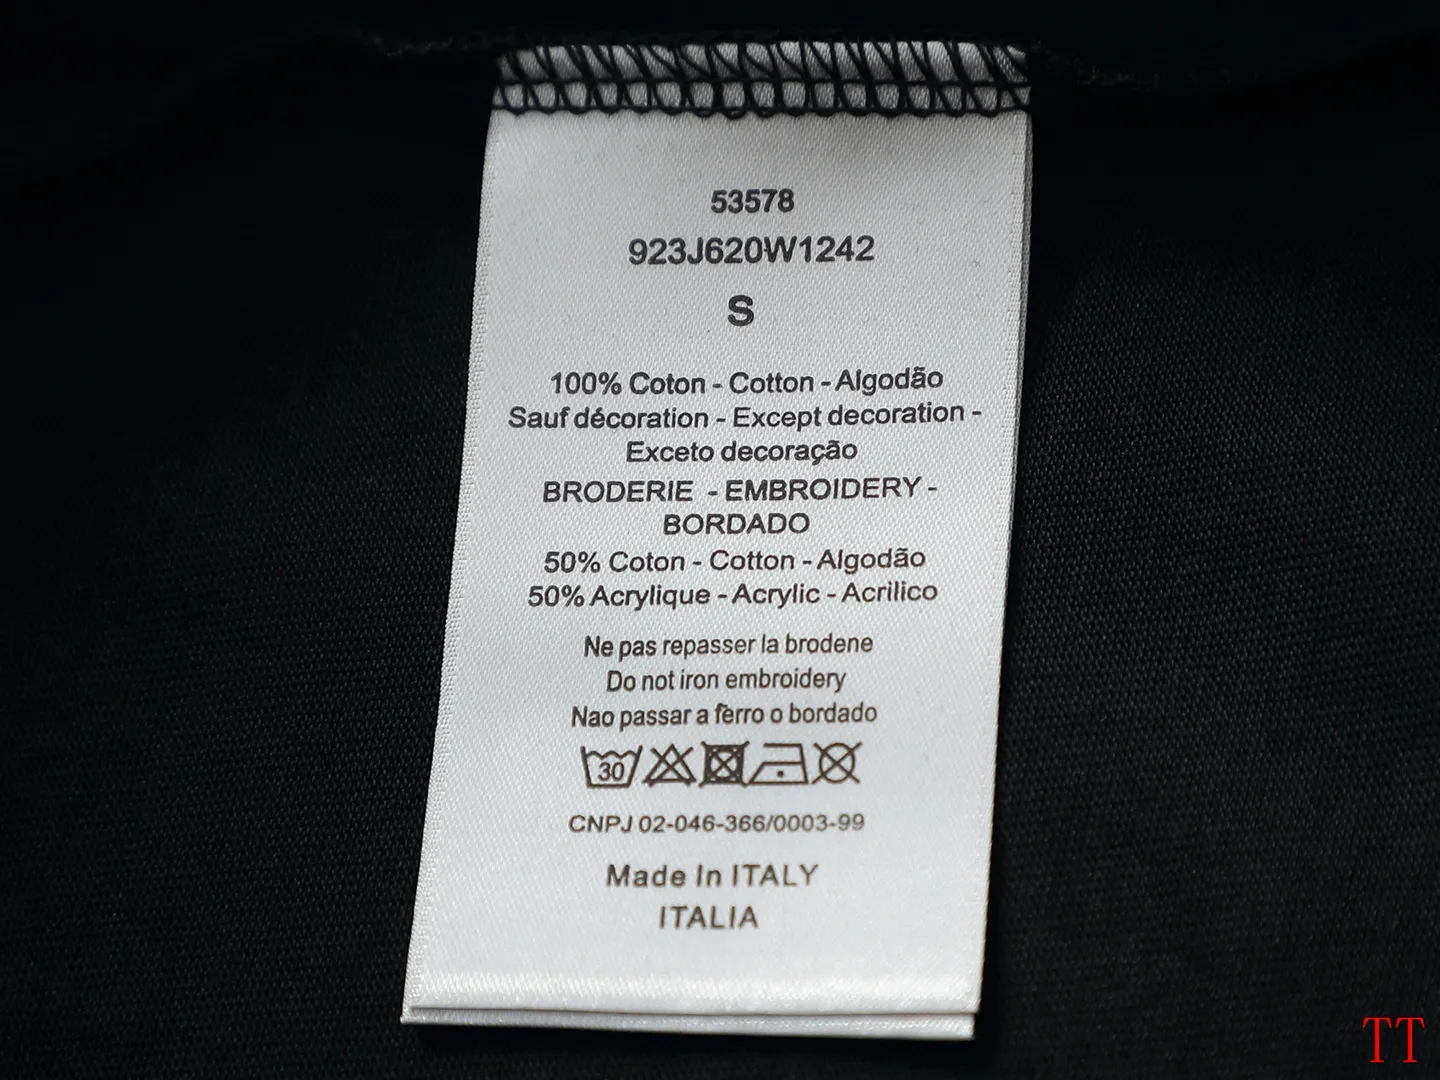 53578
923J620W1242
S
100% Coton - Cotton - Algodão
Sauf décoration - Except decoration -
Exceto decoração
BRODERIE - EMBROIDERY -
BORDADO
50% Coton - Cotton - Algodão
50% Acrylique - Acrylic - Acrilico
Ne pas repasser la brodene
Do not iron embroidery
Nao passar a ferro o bordado
30
CNPJ 02-046-366/0003-99
Made In ITALY
ITALIA
TT